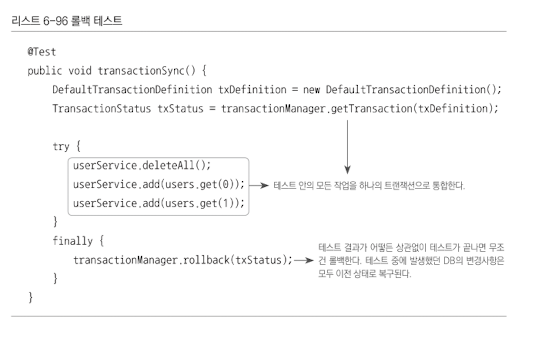 리스트 6-96 롤백 테스트
@Test
public void transactionSync() {
DefaultTransactionDefinition txDefinition = new DefaultTransactionDefinition();
TransactionStatus txStatus = transactionManager.getTransaction(txDefinition);
try {
userService.deleteAll();
userService.add(users.get(0));
userService.add(users.get(1));
테스트 안의 모든 작업을 하나의 트랜잭션으로 통합한다.
}
finally {
transactionManager.rollback(txStatus);
테스트 결과가 어떻든 상관없이 테스트가 끝나면 무조
건 롤백한다. 테스트 중에 발생했던 DB의 변경사항은
모두 이전 상태로 복구된다.
}
}